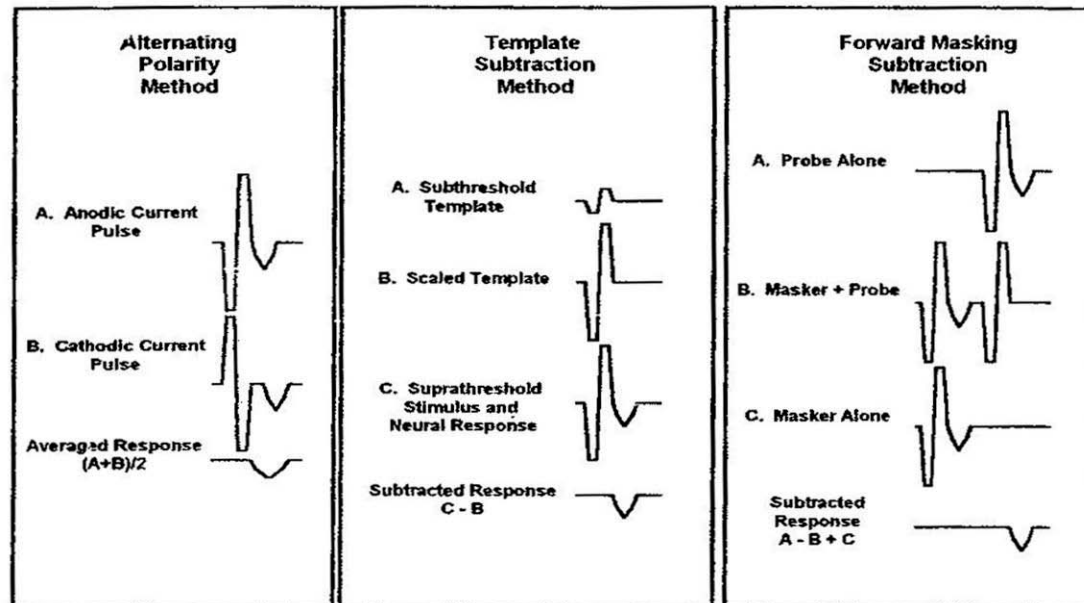 Alternating
Polarity
Method
A. Anodic Current
Pulse
B. Cathodic Current
Pulse
Averaged Response
(A+B)/2
Template
Subtraction
Method
A. Subthreshold
Template
B. Scaled Template
C. Suprathreshold
Stimulus and
Neural Response
Subtracted Response
C - B
Forward Masking
Subtraction
Method
A. Probe Alone
B. Masker + Probe
C. Masker Alone
Subtracted
Response
A - B + C